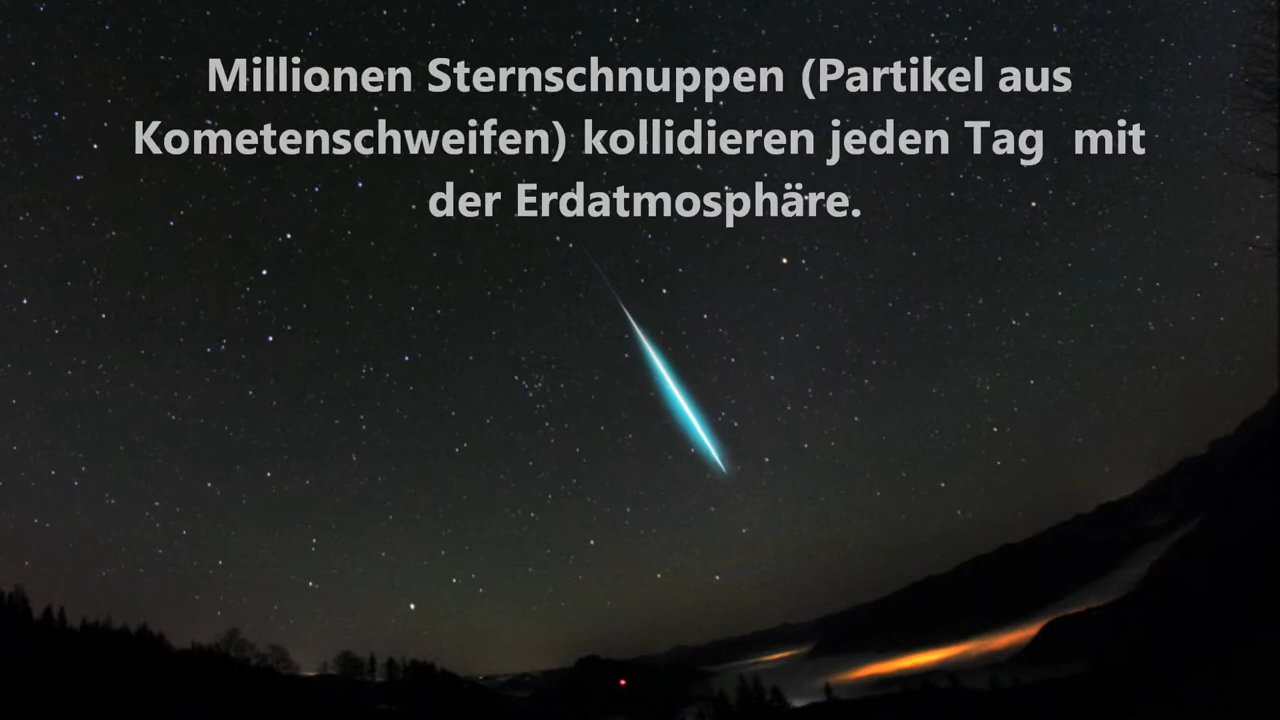 Millionen Sternschnuppen (Partikel aus
Kometenschweifen) kollidieren jeden Tag  mit
der Erdatmosphäre.